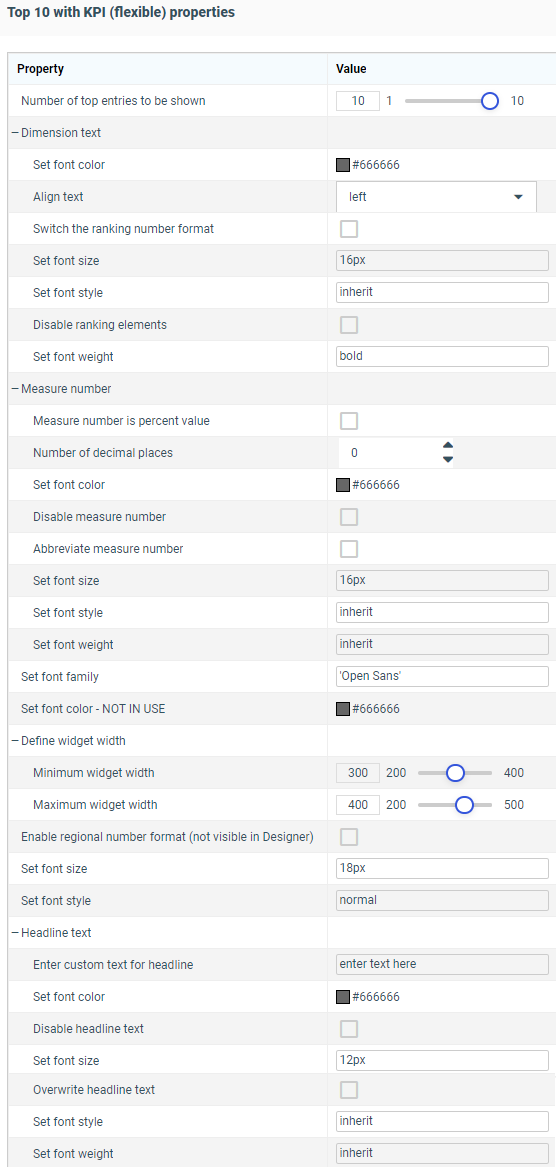 Top 10 with KPI (flexible) properties
Property Value
Number of top entries to be shown 10 1 10
Dimension text
Set font color #666666
Align text left
Switch the ranking number format
Set font size 16px
Set font style inherit
Disable ranking elements
Set font weight bold
Measure number
Measure number is percent value
Number of decimal places 0
Set font color #666666
Disable measure number
Abbreviate measure number
Set font size 16px
Set font style inherit
Set font weight inherit
Set font family 'Open Sans'
Set font color - NOT IN USE #666666
Define widget width
Minimum widget width 300 200 400
Maximum widget width 400 200 500
Enable regional number format (not visible in Designer)
Set font size 18px
Set font style normal
Headline text
Enter custom text for headline enter text here
Set font color #666666
Disable headline text
Set font size 12px
Overwrite headline text
Set font style inherit
Set font weight inherit